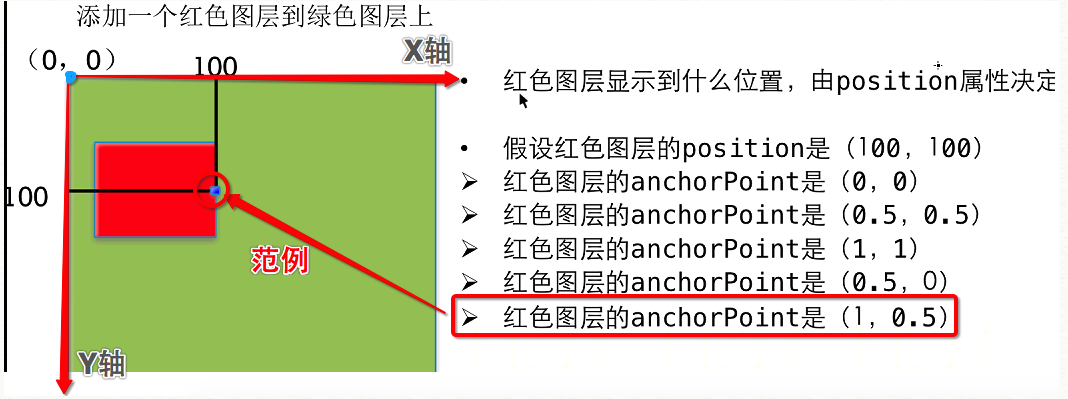 添加一个红色图层到绿色图层上
（0，0）
100
X轴
100
范例
Y轴
• 红色图层显示到什么位置，由position属性决定
• 假设红色图层的position是（100，100）
➢ 红色图层的anchorPoint是（0，0）
➢ 红色图层的anchorPoint是（0.5，0.5）
➢ 红色图层的anchorPoint是（1，1）
➢ 红色图层的anchorPoint是（0.5，0）
➢ 红色图层的anchorPoint是（1，0.5）